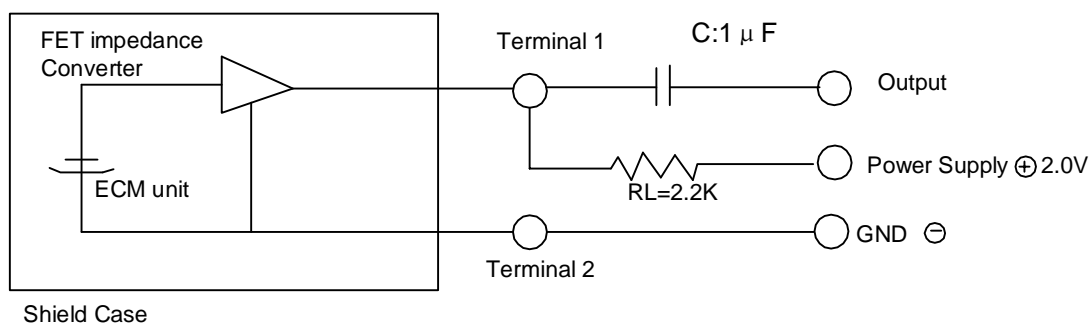 FET impedance
Converter
ECM unit
Shield Case
Terminal 1
C:1 μ F
Output
RL=2.2K
Power Supply ⊕ 2.0V
Terminal 2
GND ⊖